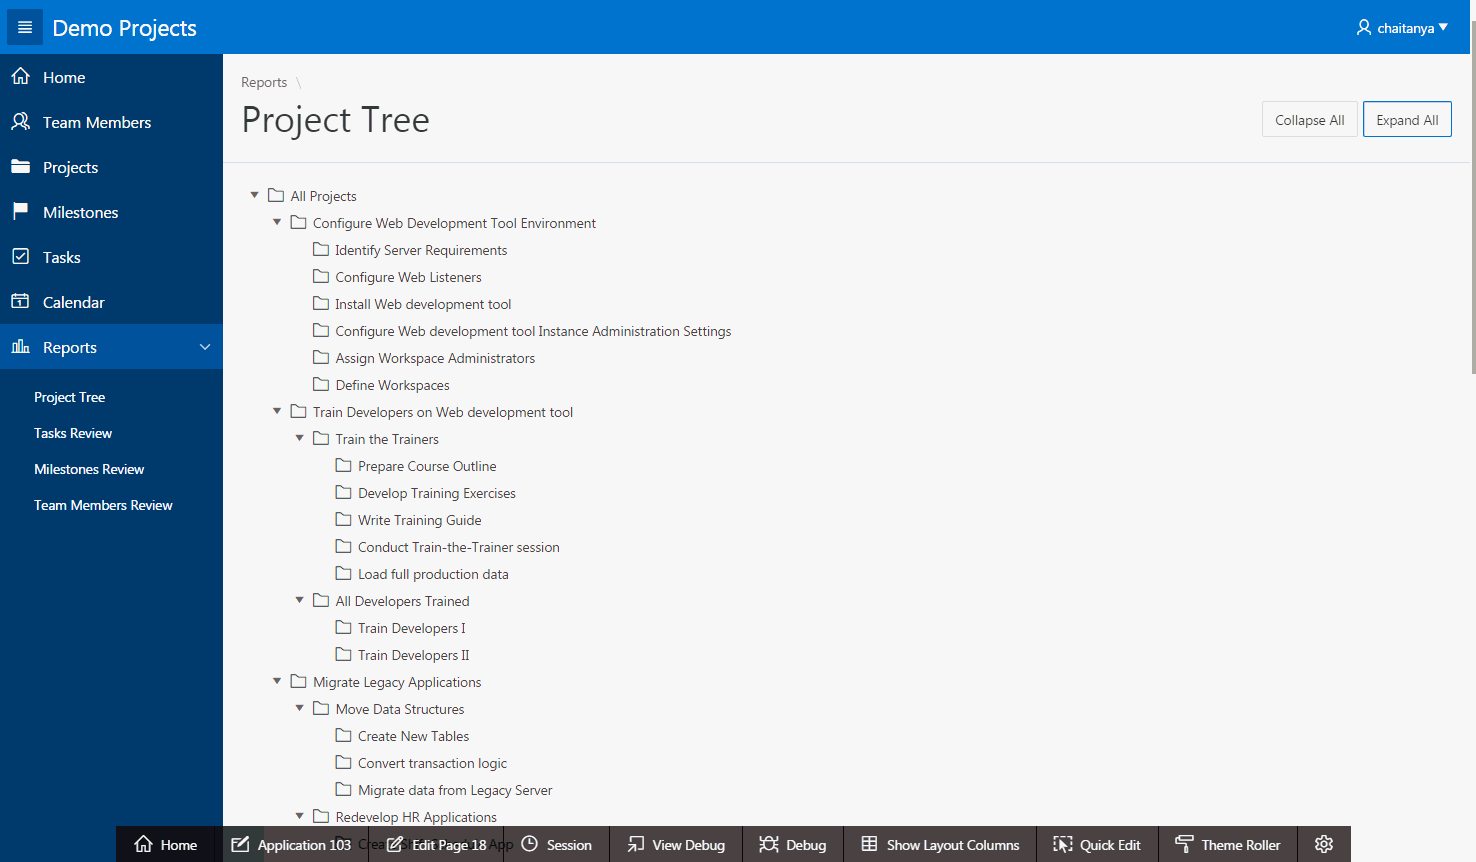 Demo Projects
chaitanya
Home
Team Members
Projects
Milestones
Tasks
Calendar
Reports
Project Tree
Tasks Review
Milestones Review
Team Members Review
Reports \
Project Tree
Collapse All
Expand All
All Projects
Configure Web Development Tool Environment
Identify Server Requirements
Configure Web Listeners
Install Web development tool
Configure Web development tool Instance Administration Settings
Assign Workspace Administrators
Define Workspaces
Train Developers on Web development tool
Train the Trainers
Prepare Course Outline
Develop Training Exercises
Write Training Guide
Conduct Train-the-Trainer session
Load full production data
All Developers Trained
Train Developers I
Train Developers II
Migrate Legacy Applications
Move Data Structures
Create New Tables
Convert transaction logic
Migrate data from Legacy Server
Redevelop HR Applications
Home
Application 103
Edit Page 18
Session
View Debug
Debug
Show Layout Columns
Quick Edit
Theme Roller